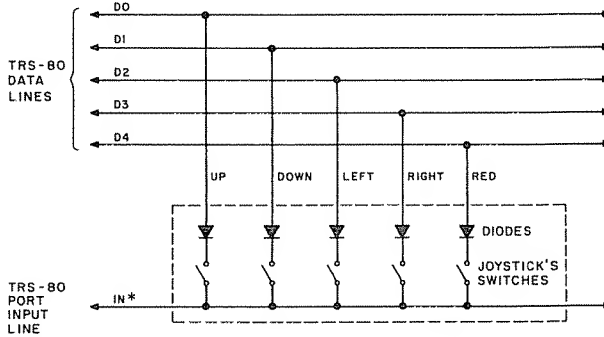 D0
D1
TRS-80
DATA
LINES
D2
D3
D4
UP
DOWN
LEFT
RIGHT
RED
DIODES
JOYSTICK'S
SWITCHES
TRS-80
PORT
INPUT
LINE
IN*